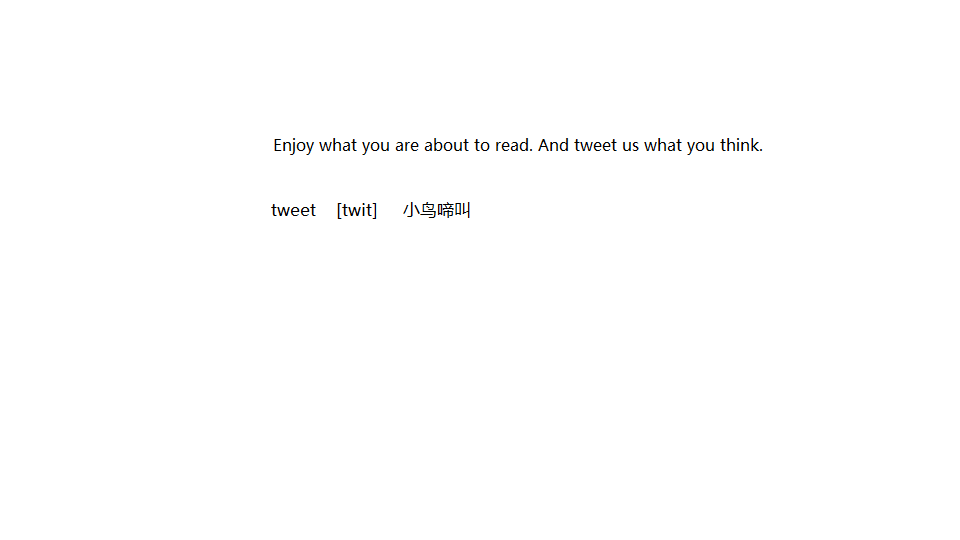 Enjoy what you are about to read. And tweet us what you think.
tweet [twit] 小鸟啼叫